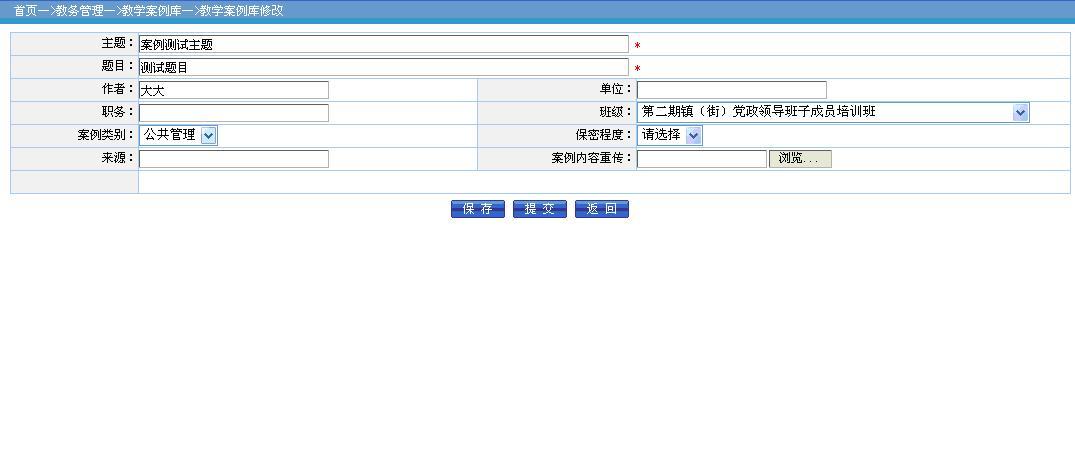 首页—>教务管理—>教学案例库—>教学案例库修改
主题： 案例测试主题 *
题目： 测试题目 *
作者： 大大 单位：
职务： 班级： 第二期镇（街）党政领导班子成员培训班
案例类别： 公共管理 保密程度： 请选择
来源： 案例内容重传： 浏览...
保 存 提 交 返 回